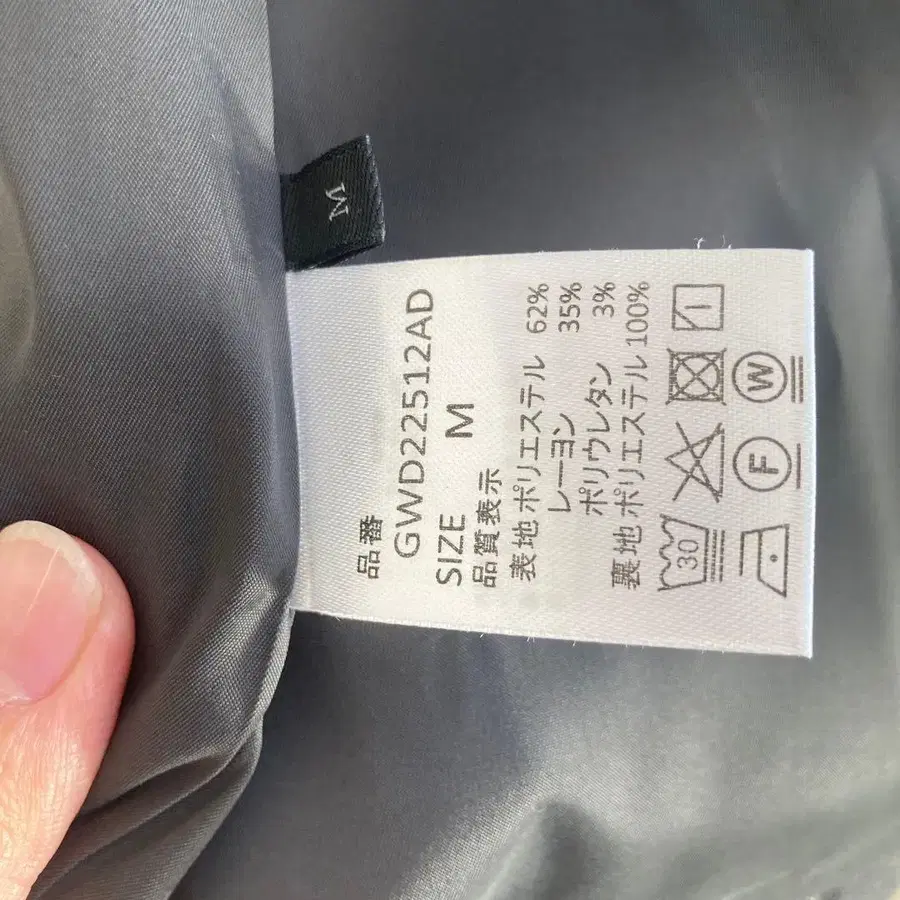 M
品番
GWD22512AD
SIZE M
品質表示
表地 ポリエステル 62%
レーヨン 35%
ポリウレタン 3%
裏地 ポリエステル 100%
30
F W